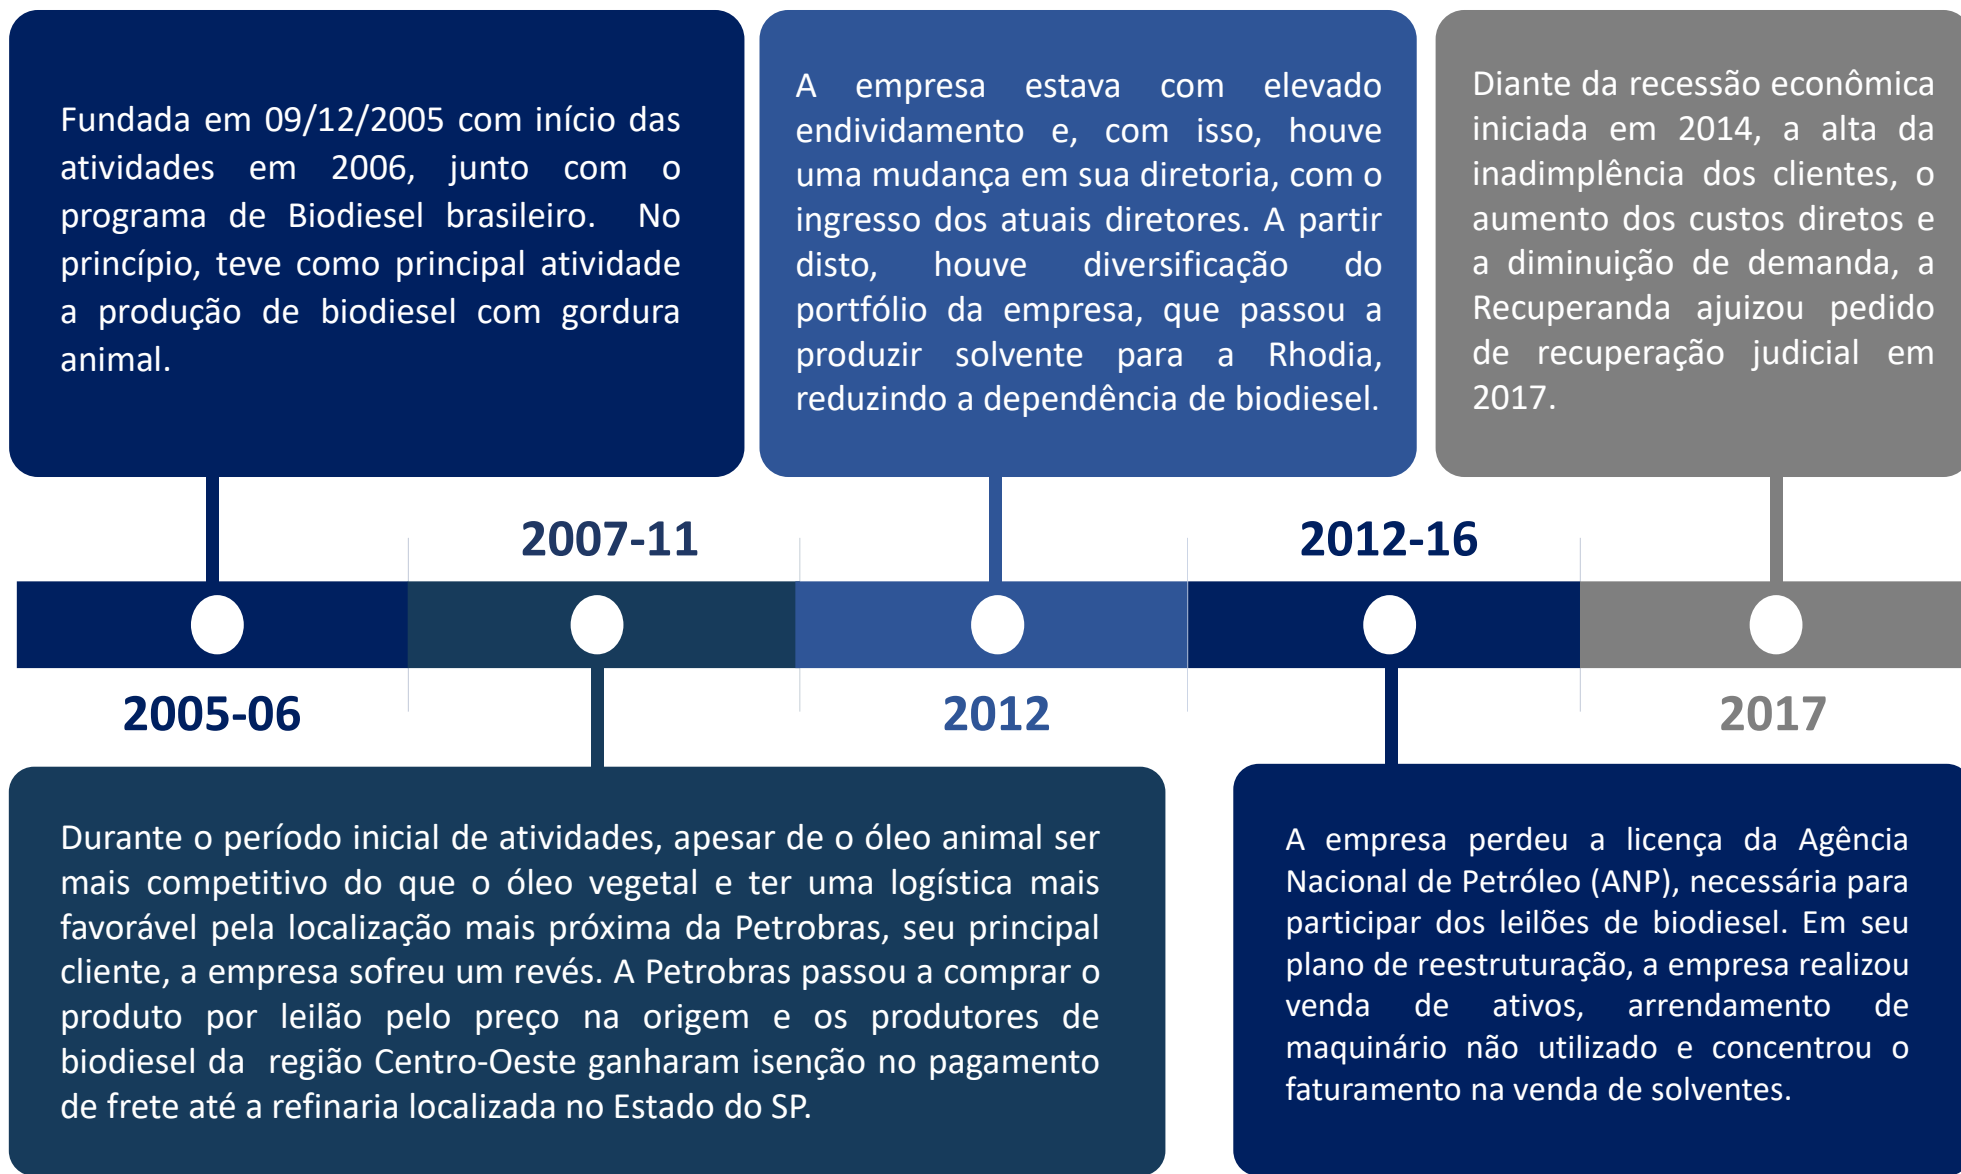 Fundada em 09/12/2005 com início das
atividades em 2006, junto com o
programa de Biodiesel brasileiro. No
princípio, teve como principal atividade
a produção de biodiesel com gordura
animal.
A empresa estava com elevado
endividamento e, com isso, houve
uma mudança em sua diretoria, com o
ingresso dos atuais diretores. A partir
disto, houve diversificação do
portfólio da empresa, que passou a
produzir solvente para a Rhodia,
reduzindo a dependência de biodiesel.
Diante da recessão econômica
iniciada em 2014, a alta da
inadimplência dos clientes, o
aumento dos custos diretos e
a diminuição de demanda, a
Recuperanda ajuizou pedido
de recuperação judicial em
2017.
2007-11
2012-16
2005-06
2012
2017
Durante o período inicial de atividades, apesar de o óleo animal ser
mais competitivo do que o óleo vegetal e ter uma logística mais
favorável pela localização mais próxima da Petrobras, seu principal
cliente, a empresa sofreu um revés. A Petrobras passou a comprar o
produto por leilão pelo preço na origem e os produtores de
biodiesel da região Centro-Oeste ganharam isenção no pagamento
de frete até a refinaria localizada no Estado do SP.
A empresa perdeu a licença da Agência
Nacional de Petróleo (ANP), necessária para
participar dos leilões de biodiesel. Em seu
plano de reestruturação, a empresa realizou
venda de ativos, arrendamento de
maquinário não utilizado e concentrou o
faturamento na venda de solventes.